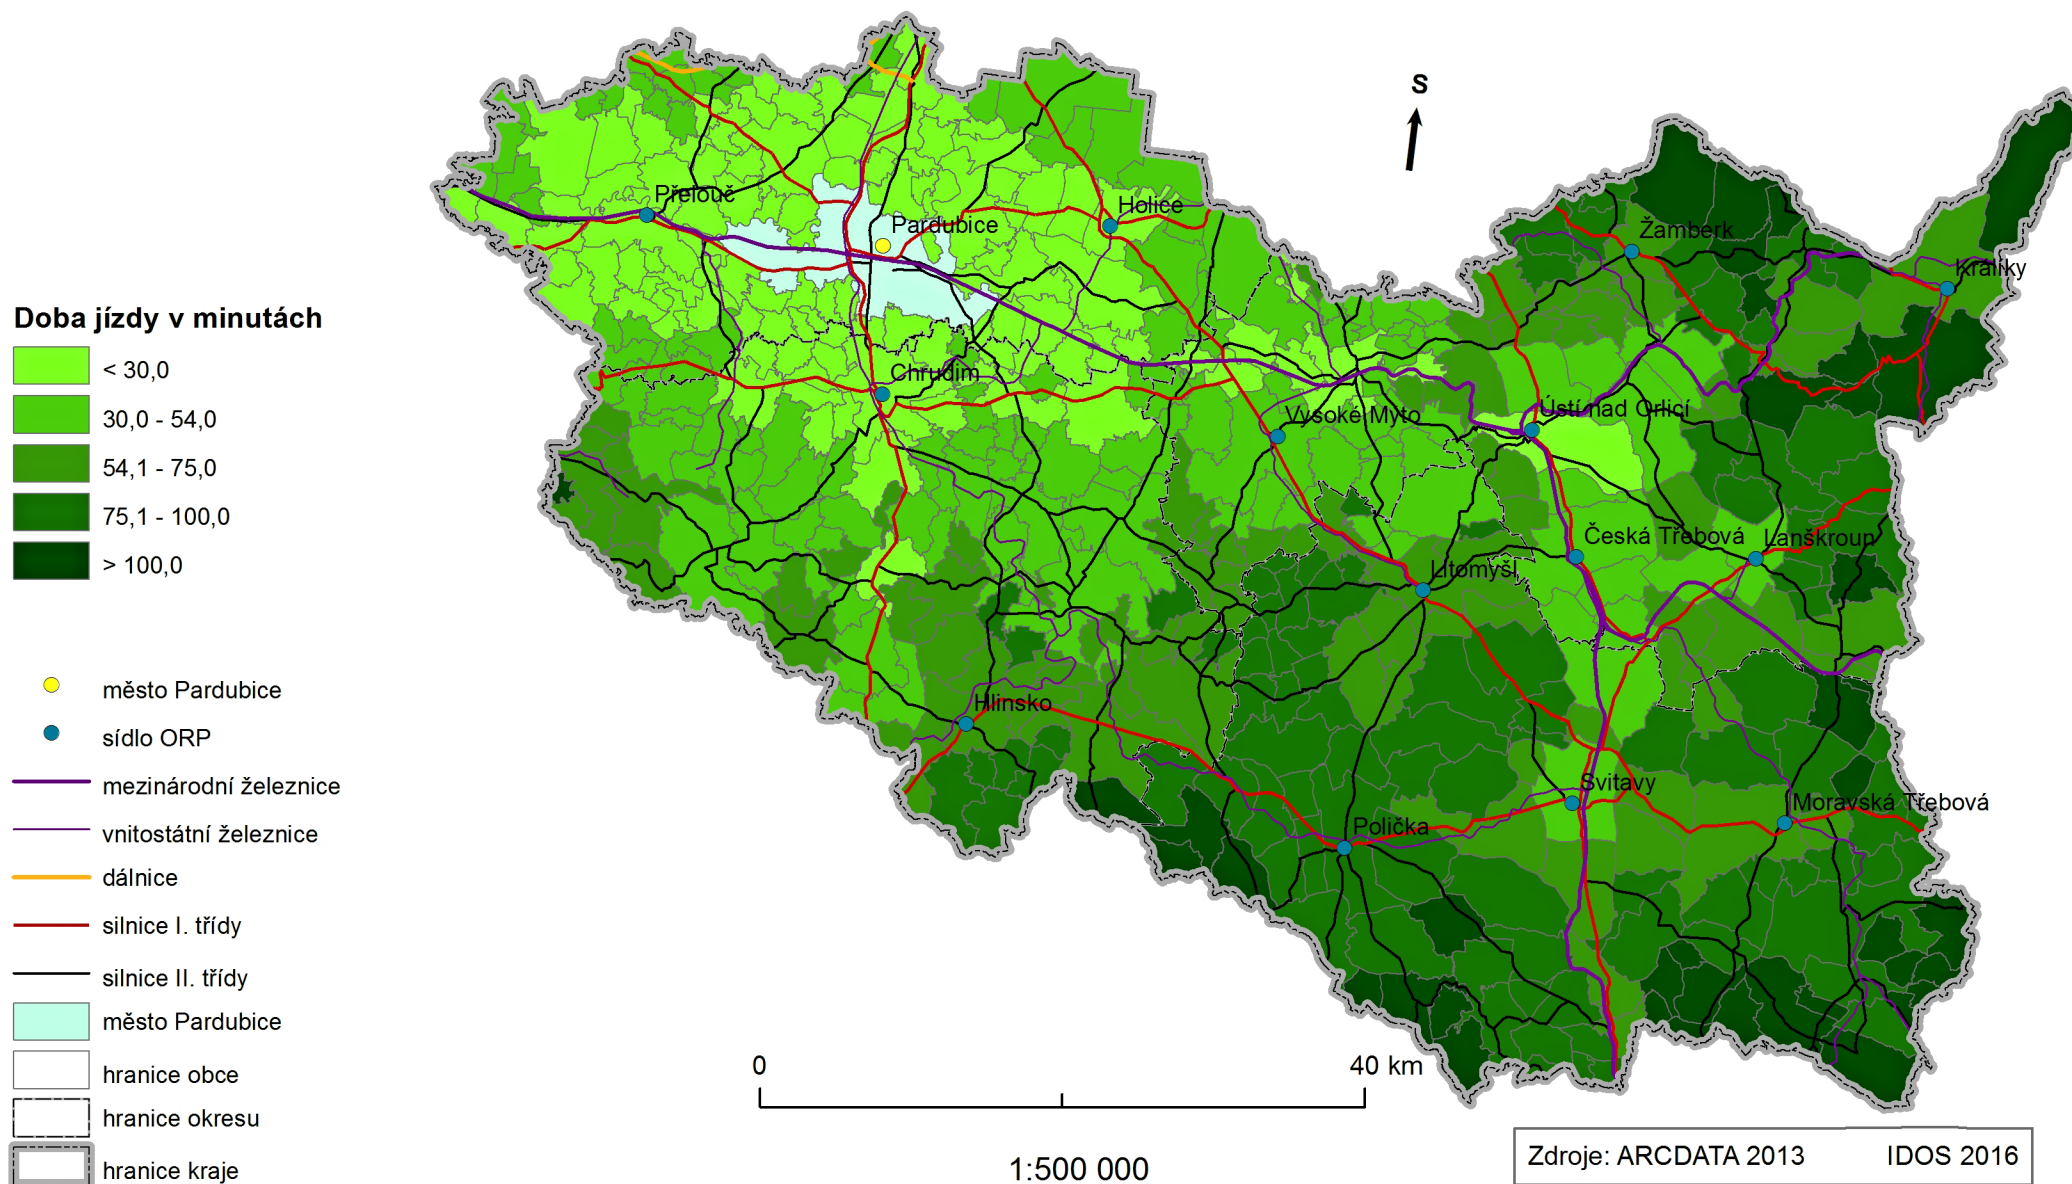 S
Přelouč
Pardubice
Holice
Žamberk
Králíky
Chrudim
Vysoké Mýto
Ústí nad Orlicí
Česká Třebová
Lanškroun
Litomyšl
Hlinsko
Svitavy
Moravská Třebová
Polička
Doba jízdy v minutách
< 30,0
30,0 - 54,0
54,1 - 75,0
75,1 - 100,0
> 100,0
město Pardubice
sídlo ORP
mezinárodní železnice
vnitostátní železnice
dálnice
silnice I. třídy
silnice II. třídy
město Pardubice
hranice obce
hranice okresu
hranice kraje
0 40 km
1:500 000
Zdroje: ARCDATA 2013 IDOS 2016